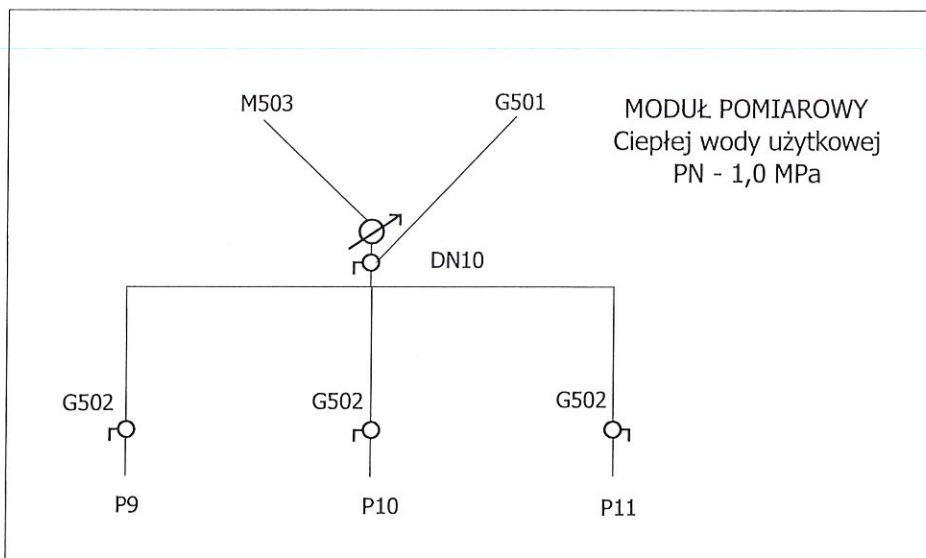 M503
G501
MODUŁ POMIAROWY
Ciepłej wody użytkowej
PN - 1,0 MPa
DN10
G502
G502
G502
P9
P10
P11